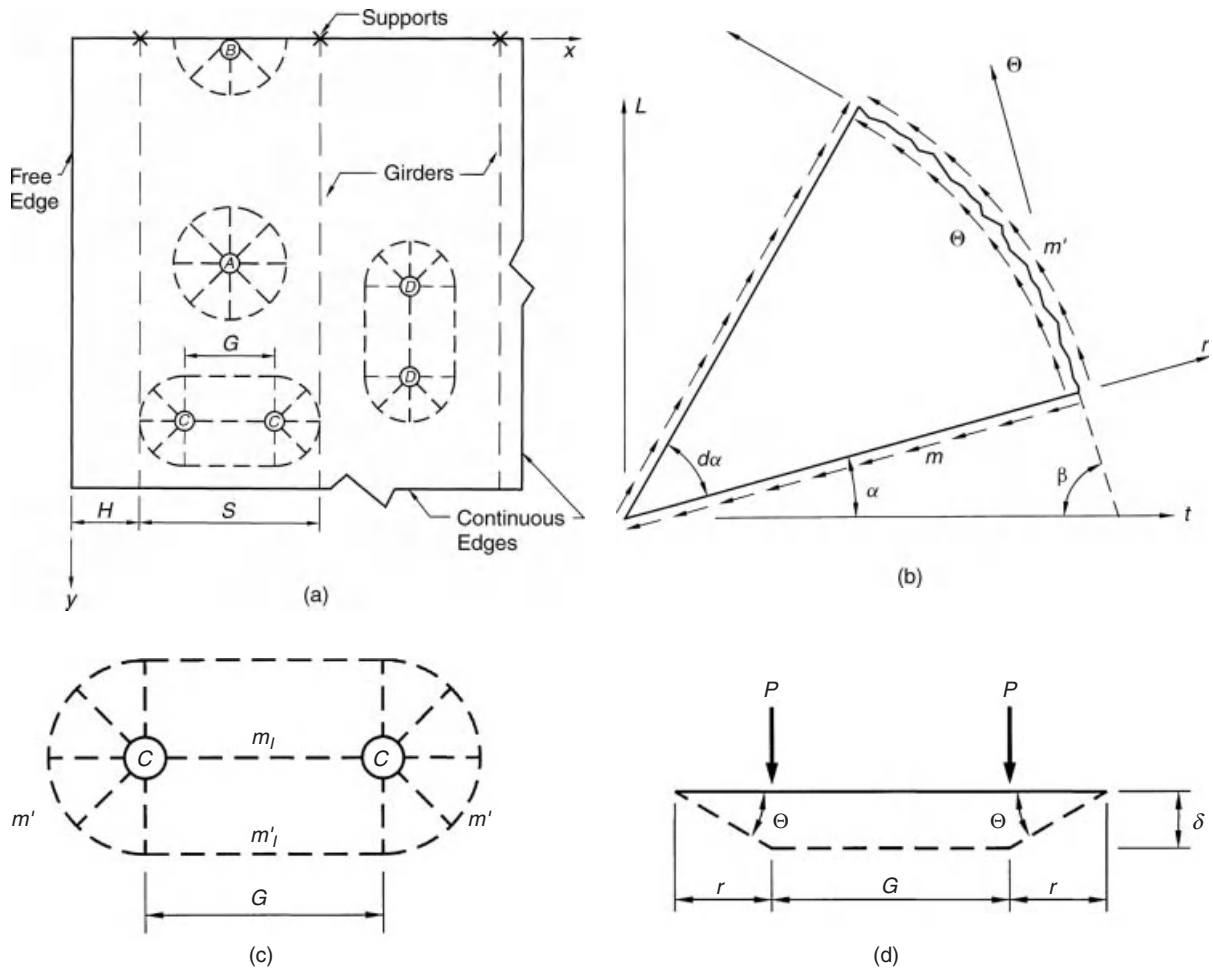 Supports
B
x
Free
Edge
Girders
A
D
G
C
C
D
H
S
Continuous
Edges
y
(a)
L
Θ
Θ
m'
r
dα
m
α
β
t
(b)
C
m_l
C
m'
m'_l
m'
G
(c)
P
P
Θ
Θ
δ
r
G
r
(d)